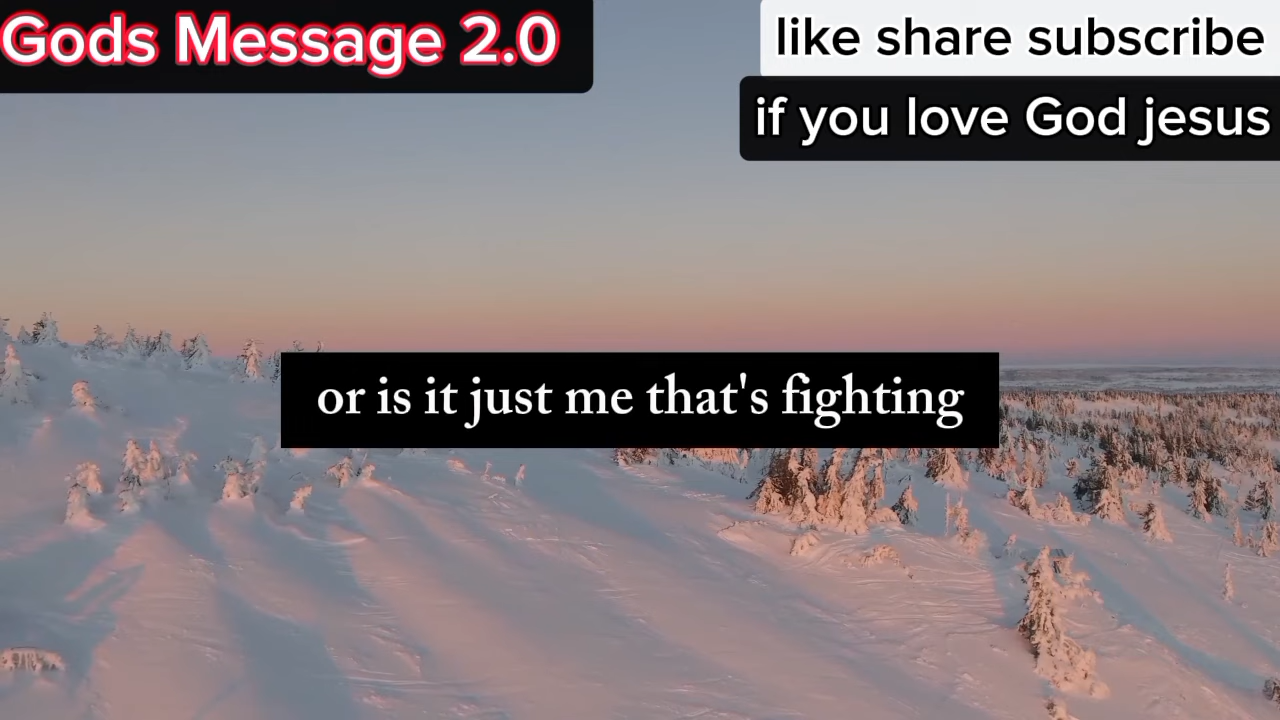 Gods Message 2.0
like share subscribe
if you love God jesus
or is it just me that's fighting